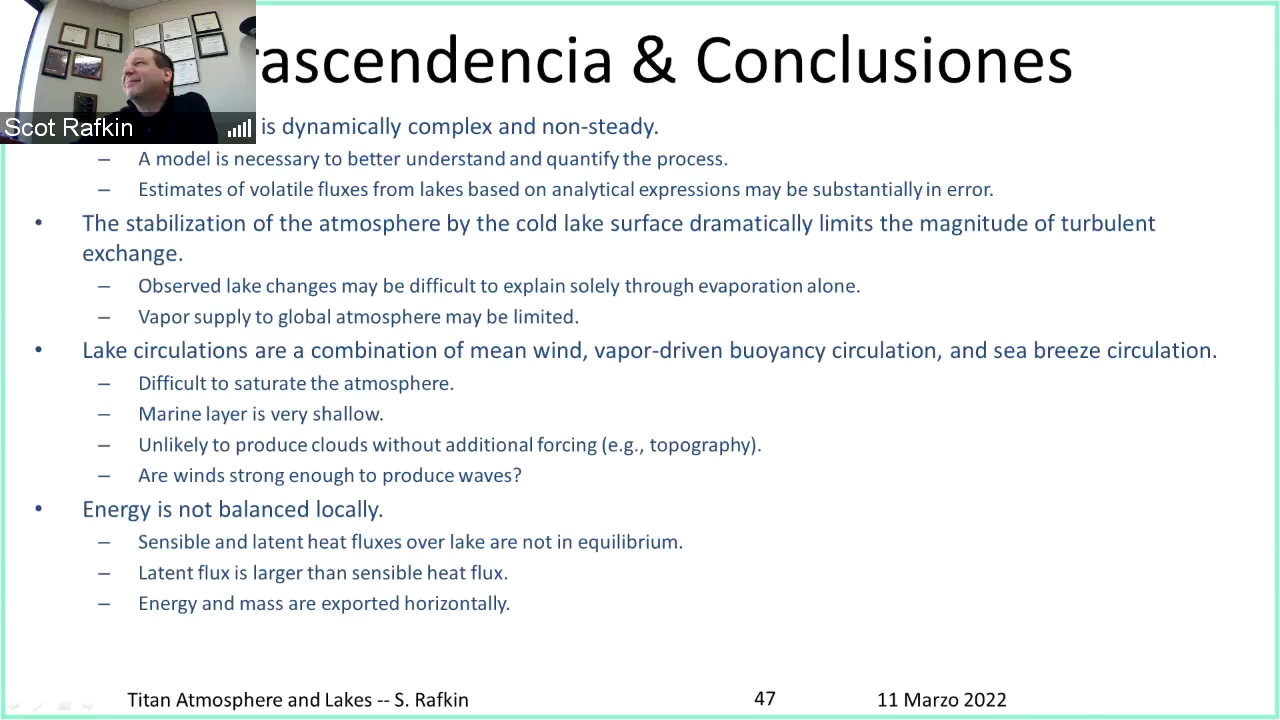 rascendencia & Conclusiones
Scot Rafkin
is dynamically complex and non-steady.
– A model is necessary to better understand and quantify the process.
– Estimates of volatile fluxes from lakes based on analytical expressions may be substantially in error.
• The stabilization of the atmosphere by the cold lake surface dramatically limits the magnitude of turbulent
exchange.
– Observed lake changes may be difficult to explain solely through evaporation alone.
– Vapor supply to global atmosphere may be limited.
• Lake circulations are a combination of mean wind, vapor-driven buoyancy circulation, and sea breeze circulation.
– Difficult to saturate the atmosphere.
– Marine layer is very shallow.
– Unlikely to produce clouds without additional forcing (e.g., topography).
– Are winds strong enough to produce waves?
• Energy is not balanced locally.
– Sensible and latent heat fluxes over lake are not in equilibrium.
– Latent flux is larger than sensible heat flux.
– Energy and mass are exported horizontally.
Titan Atmosphere and Lakes -- S. Rafkin 47 11 Marzo 2022